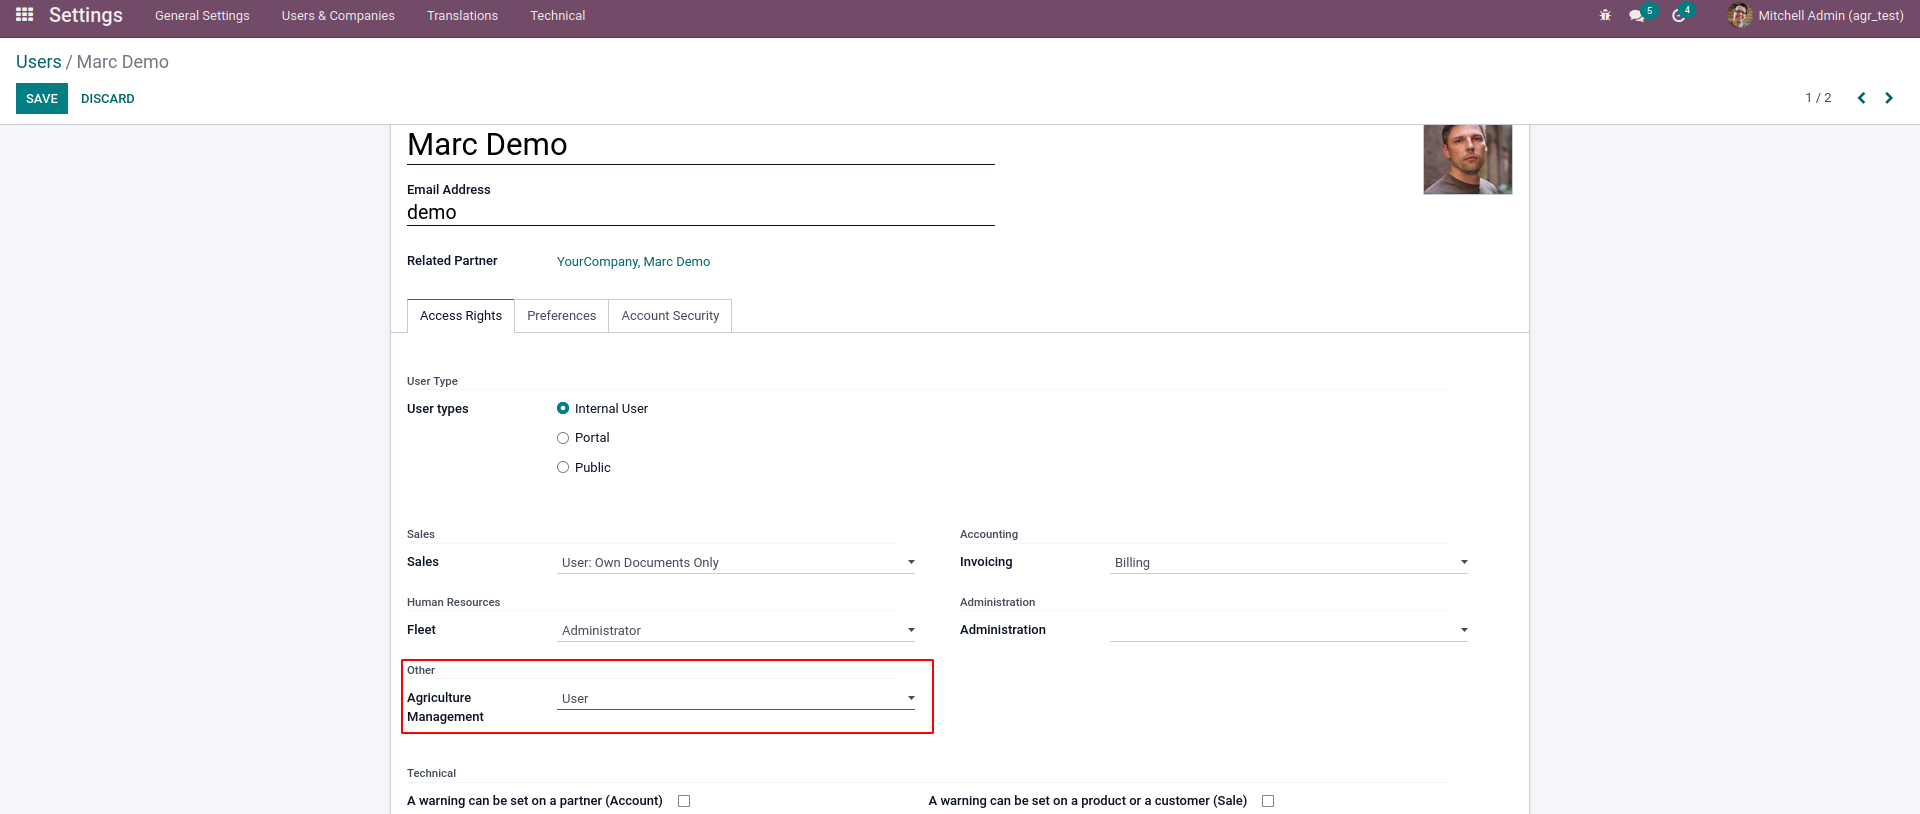 Settings General Settings Users & Companies Translations Technical 5 4 Mitchell Admin (agr_test)
Users / Marc Demo
SAVE DISCARD 1 / 2
Marc Demo
Email Address
demo
Related Partner YourCompany, Marc Demo
Access Rights Preferences Account Security
User Type
User types Internal User
Portal
Public
Sales Accounting
Sales User: Own Documents Only Invoicing Billing
Human Resources Administration
Fleet Administrator Administration
Other
Agriculture User
Management
Technical
A warning can be set on a partner (Account) A warning can be set on a product or a customer (Sale)